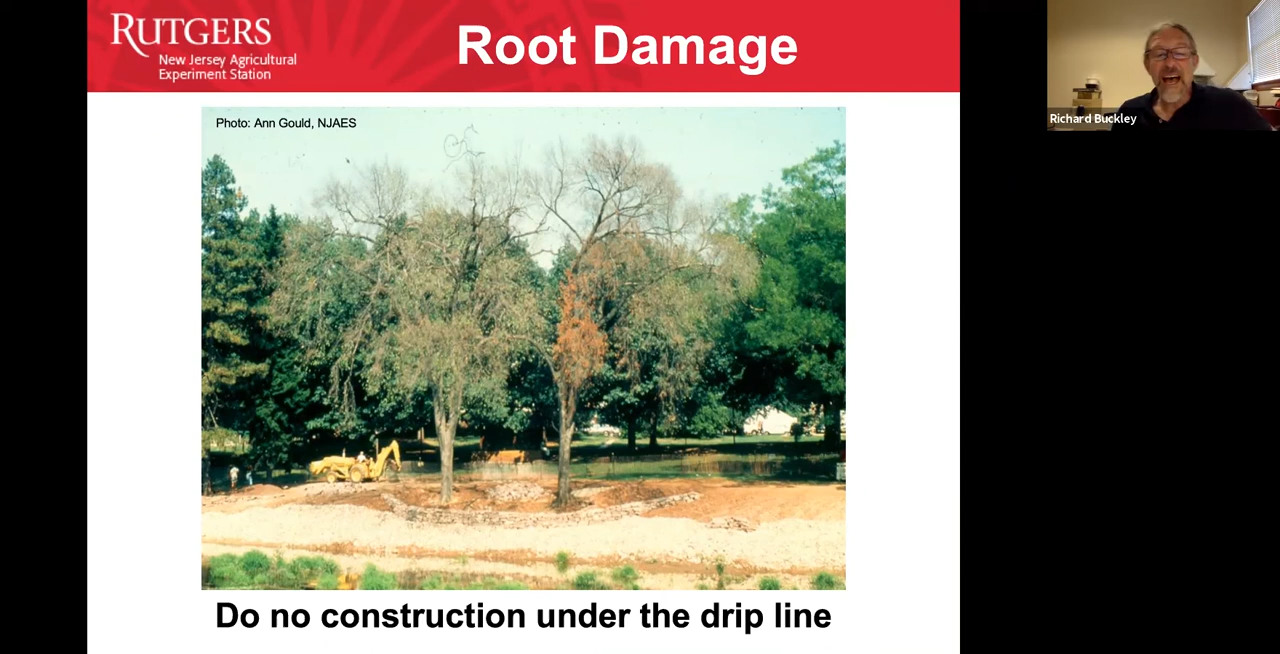 RUTGERS
New Jersey Agricultural
Experiment Station
Root Damage
Photo: Ann Gould, NJAES
Richard Buckley
Do no construction under the drip line